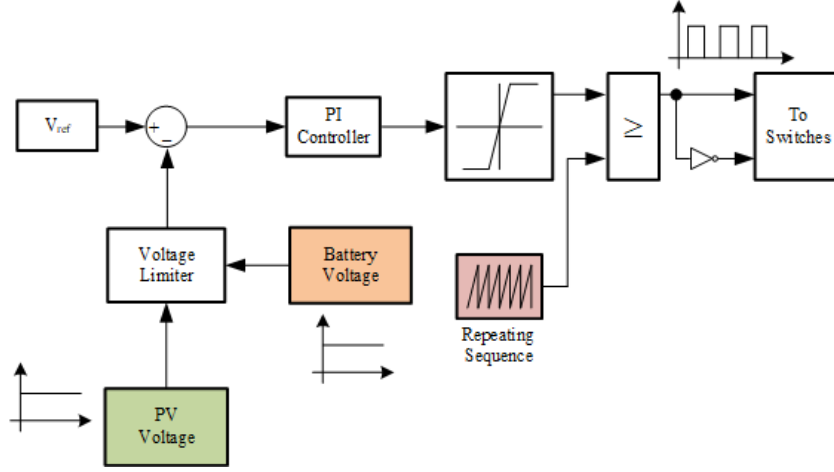 V_ref
+
−
PI
Controller
≥
To
Switches
Voltage
Limiter
Battery
Voltage
Repeating
Sequence
PV
Voltage